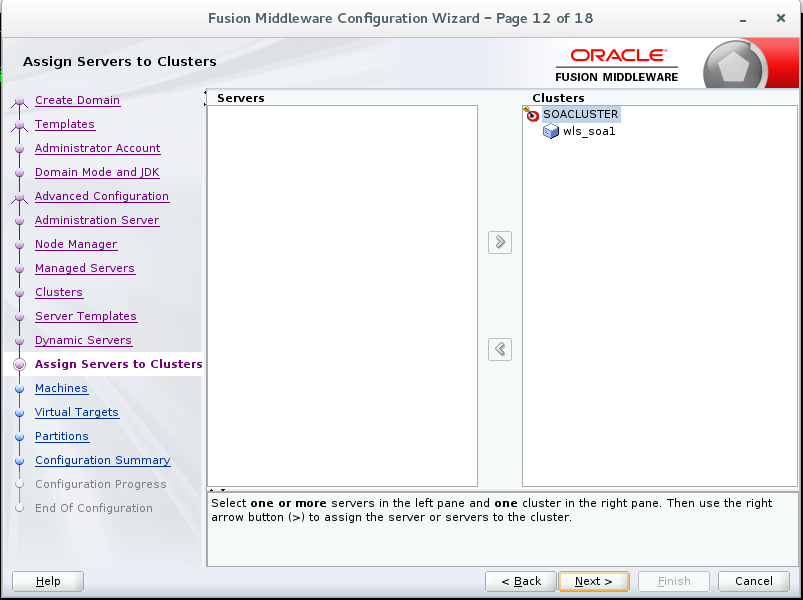 Fusion Middleware Configuration Wizard – Page 12 of 18
Assign Servers to Clusters
ORACLE
FUSION MIDDLEWARE
Create Domain
Templates
Administrator Account
Domain Mode and JDK
Advanced Configuration
Administration Server
Node Manager
Managed Servers
Clusters
Server Templates
Dynamic Servers
Assign Servers to Clusters
Machines
Virtual Targets
Partitions
Configuration Summary
Configuration Progress
End Of Configuration
Servers
Clusters
SOACLUSTER
wls_soa1
Select one or more servers in the left pane and one cluster in the right pane. Then use the right
arrow button (>) to assign the server or servers to the cluster.
Help
< Back
Next >
Finish
Cancel